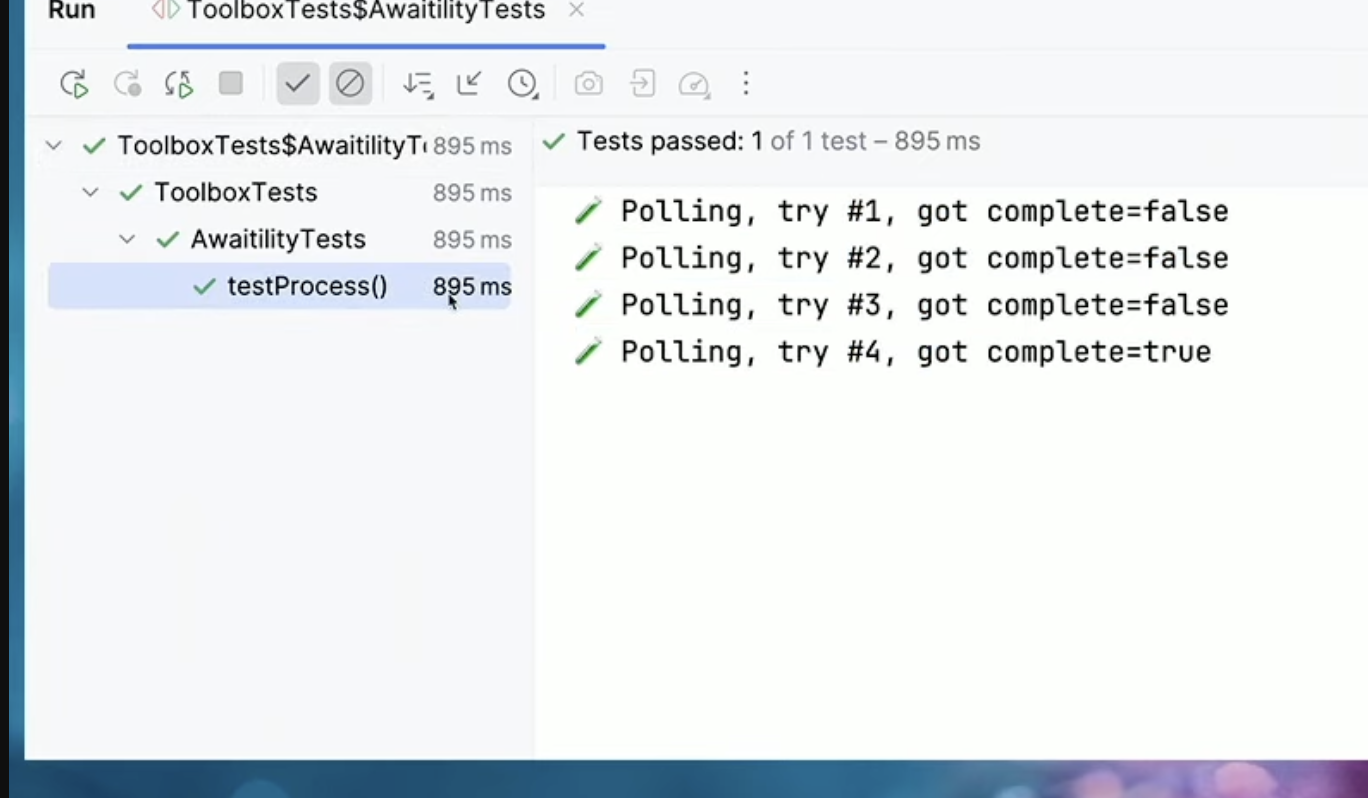 Run ToolboxTests$AwaitilityTests
ToolboxTests$AwaitilityT 895 ms
ToolboxTests 895 ms
AwaitilityTests 895 ms
testProcess() 895 ms
Tests passed: 1 of 1 test – 895 ms
Polling, try #1, got complete=false
Polling, try #2, got complete=false
Polling, try #3, got complete=false
Polling, try #4, got complete=true